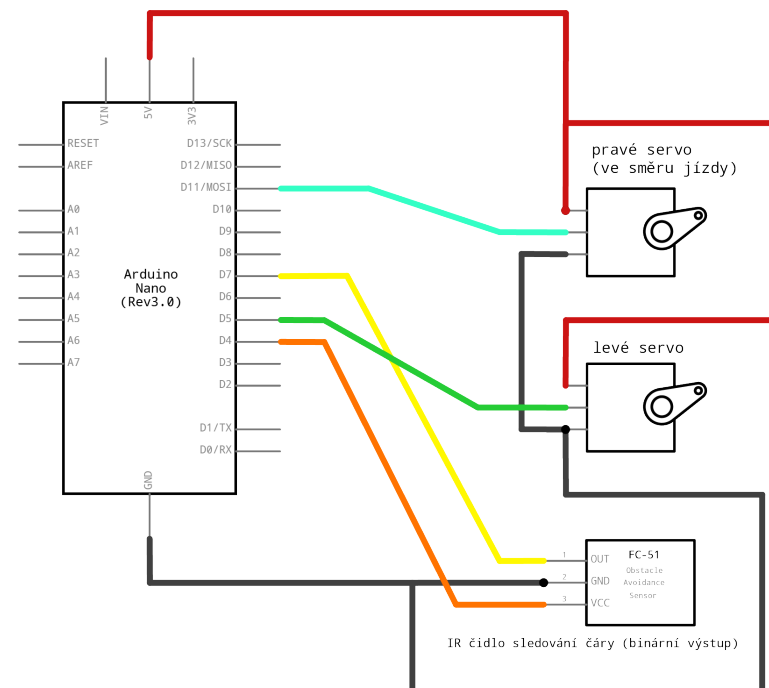 VIN
5V
3V3
RESET
AREF
A0
A1
A2
A3
A4
A5
A6
A7
Arduino
Nano
(Rev3.0)
D13/SCK
D12/MISO
D11/MOSI
D10
D9
D8
D7
D6
D5
D4
D3
D2
D1/TX
D0/RX
GND
pravé servo
(ve směru jízdy)
levé servo
1
OUT
2
GND
3
VCC
FC-51
Obstacle
Avoidance
Sensor
IR čidlo sledování čáry (binární výstup)